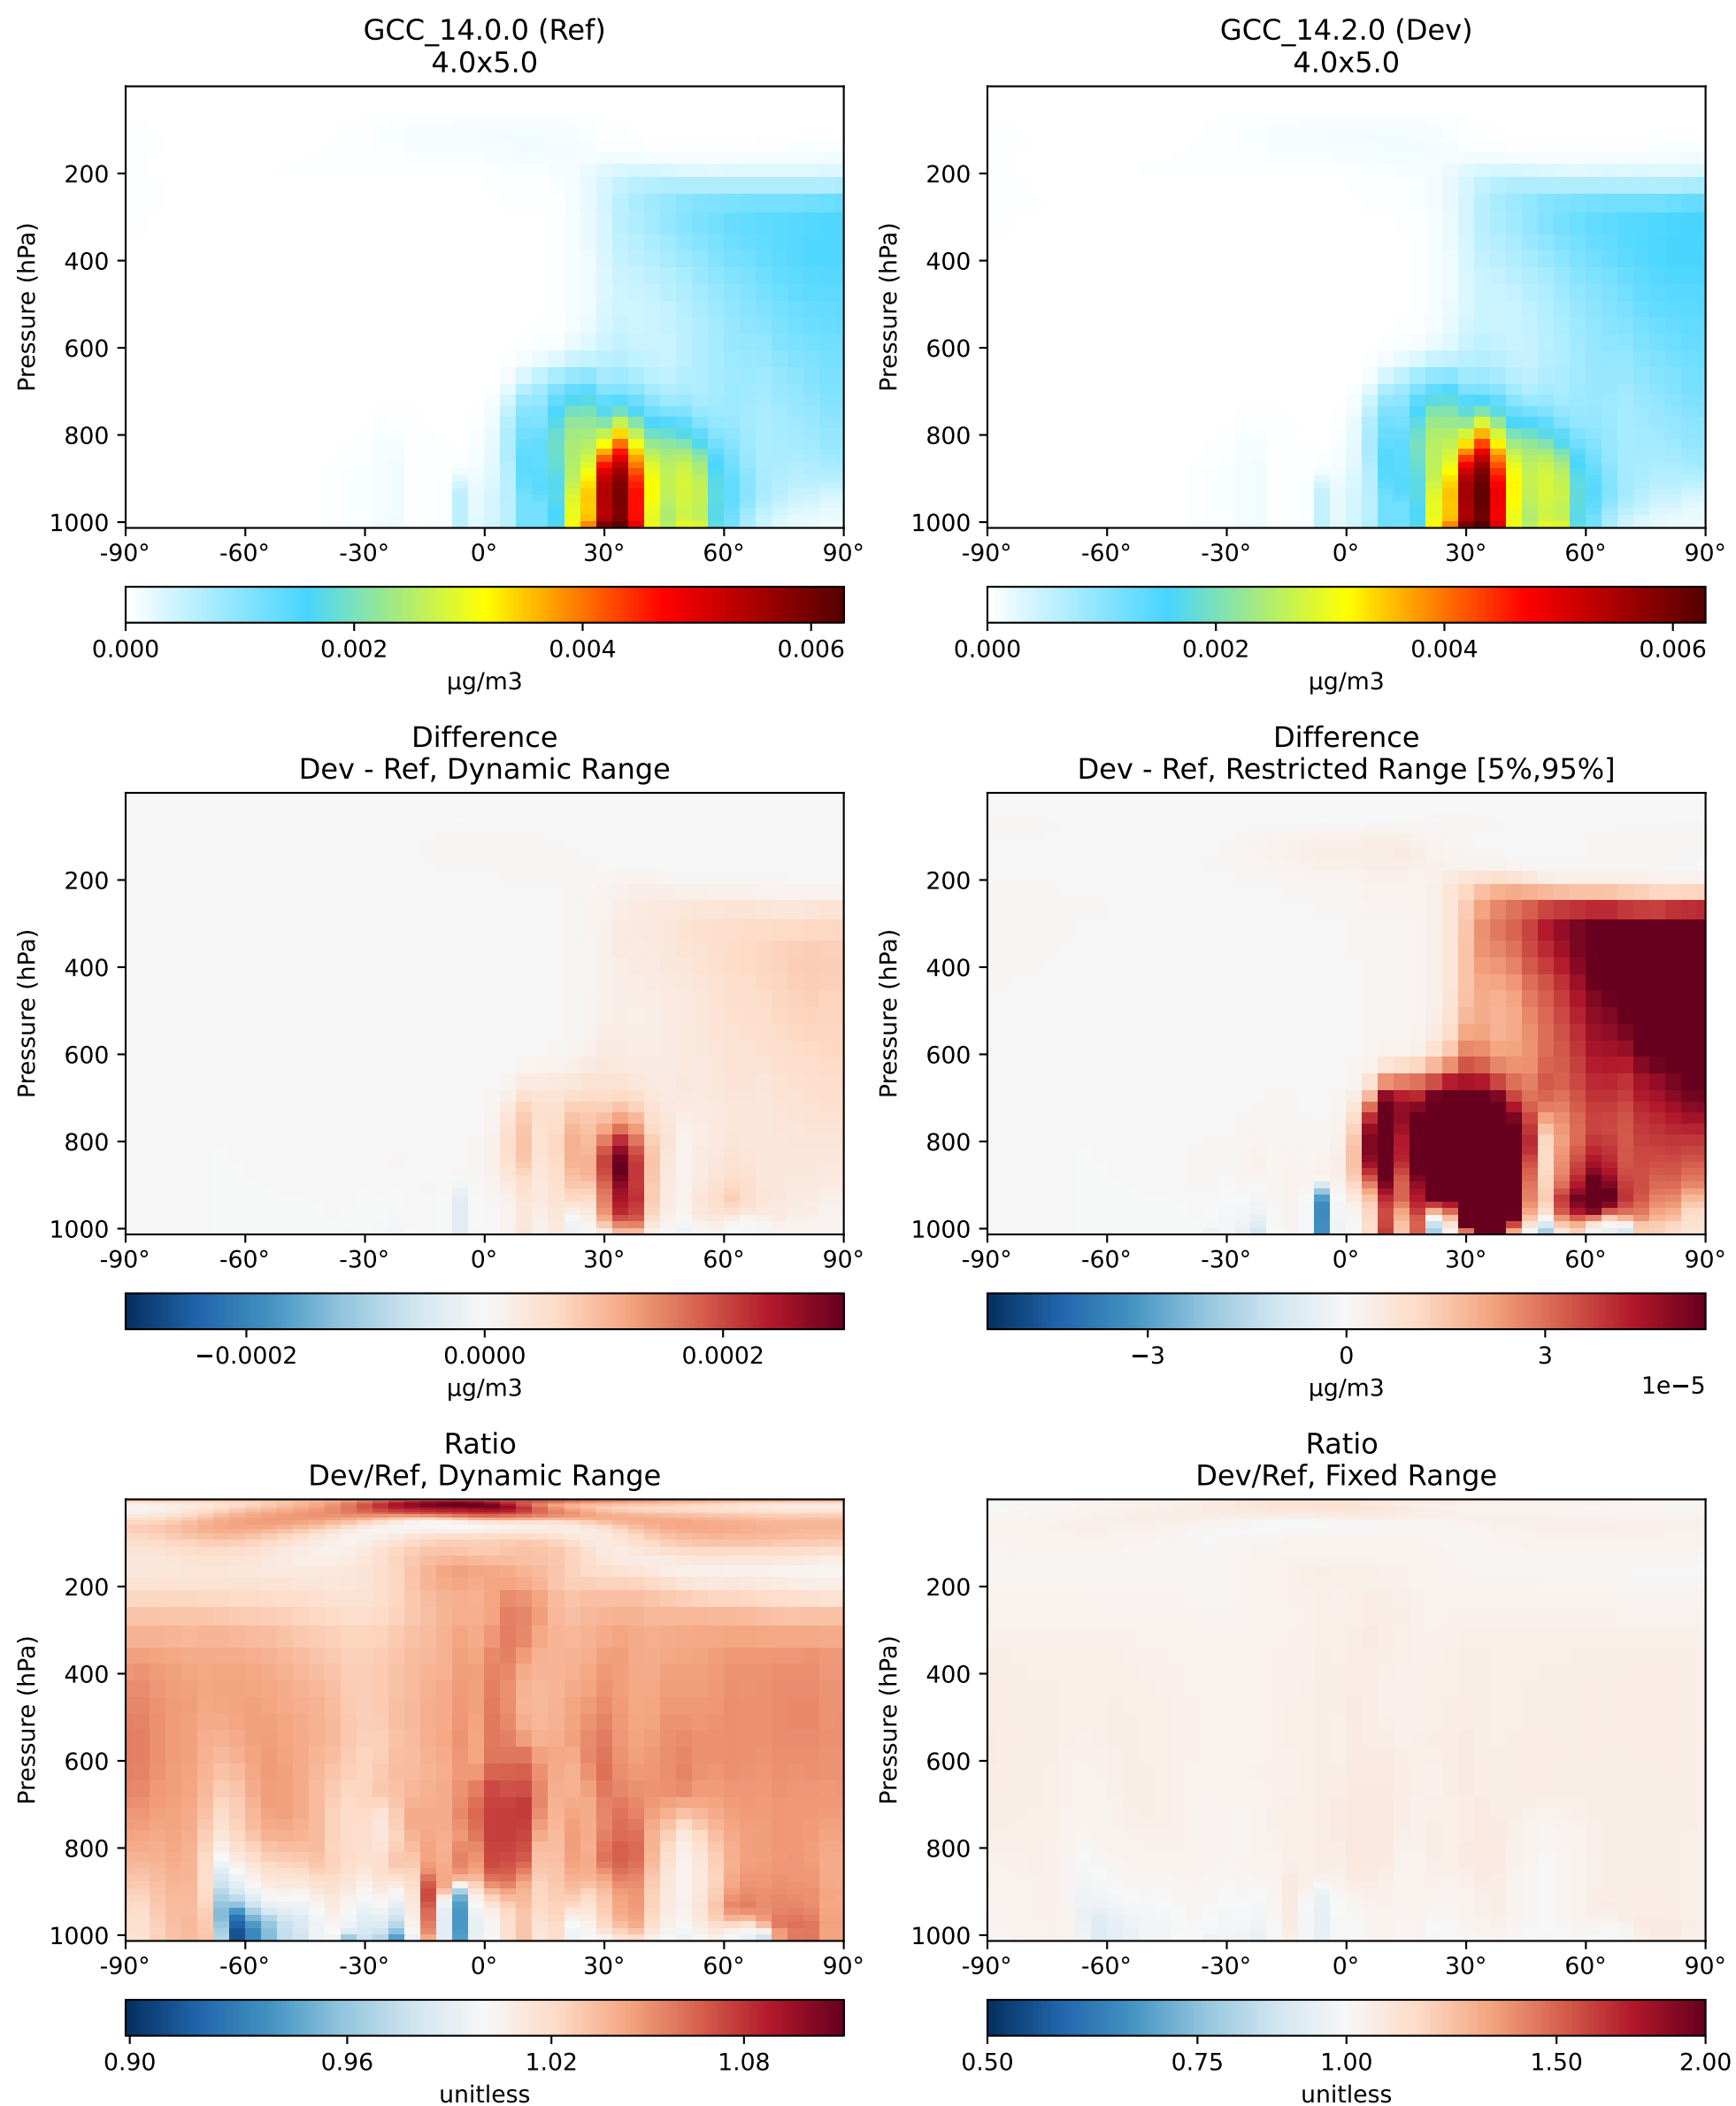 GCC_14.0.0 (Ref)
4.0x5.0
Pressure (hPa)
200
400
600
800
1000
-90° -60° -30° 0° 30° 60° 90°
0.000 0.002 0.004 0.006
µg/m3
GCC_14.2.0 (Dev)
4.0x5.0
Pressure (hPa)
200
400
600
800
1000
-90° -60° -30° 0° 30° 60° 90°
0.000 0.002 0.004 0.006
µg/m3
Difference
Dev - Ref, Dynamic Range
Pressure (hPa)
200
400
600
800
1000
-90° -60° -30° 0° 30° 60° 90°
−0.0002 0.0000 0.0002
µg/m3
Difference
Dev - Ref, Restricted Range [5%,95%]
Pressure (hPa)
200
400
600
800
1000
-90° -60° -30° 0° 30° 60° 90°
−3 0 3
µg/m3
1e−5
Ratio
Dev/Ref, Dynamic Range
Pressure (hPa)
200
400
600
800
1000
-90° -60° -30° 0° 30° 60° 90°
0.90 0.96 1.02 1.08
unitless
Ratio
Dev/Ref, Fixed Range
Pressure (hPa)
200
400
600
800
1000
-90° -60° -30° 0° 30° 60° 90°
0.50 0.75 1.00 1.50 2.00
unitless